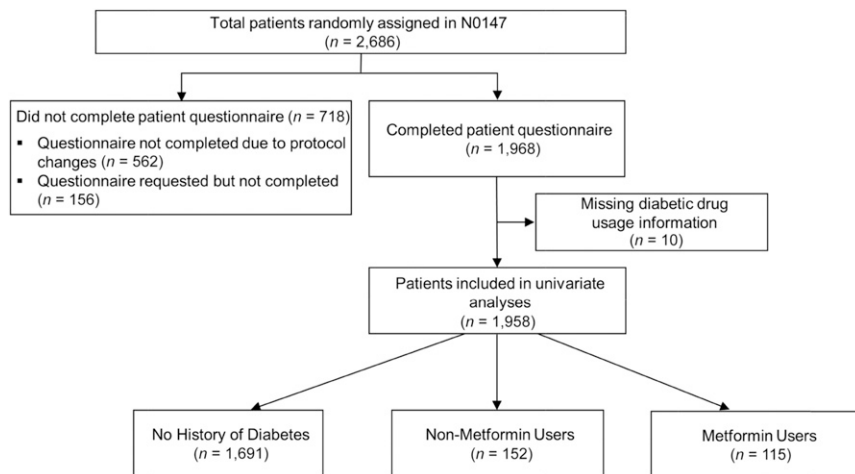 Total patients randomly assigned in N0147
(n = 2,686)
Did not complete patient questionnaire (n = 718)
▪ Questionnaire not completed due to protocol
changes (n = 562)
▪ Questionnaire requested but not completed
(n = 156)
Completed patient questionnaire
(n = 1,968)
Missing diabetic drug
usage information
(n = 10)
Patients included in univariate
analyses
(n = 1,958)
No History of Diabetes
(n = 1,691)
Non-Metformin Users
(n = 152)
Metformin Users
(n = 115)